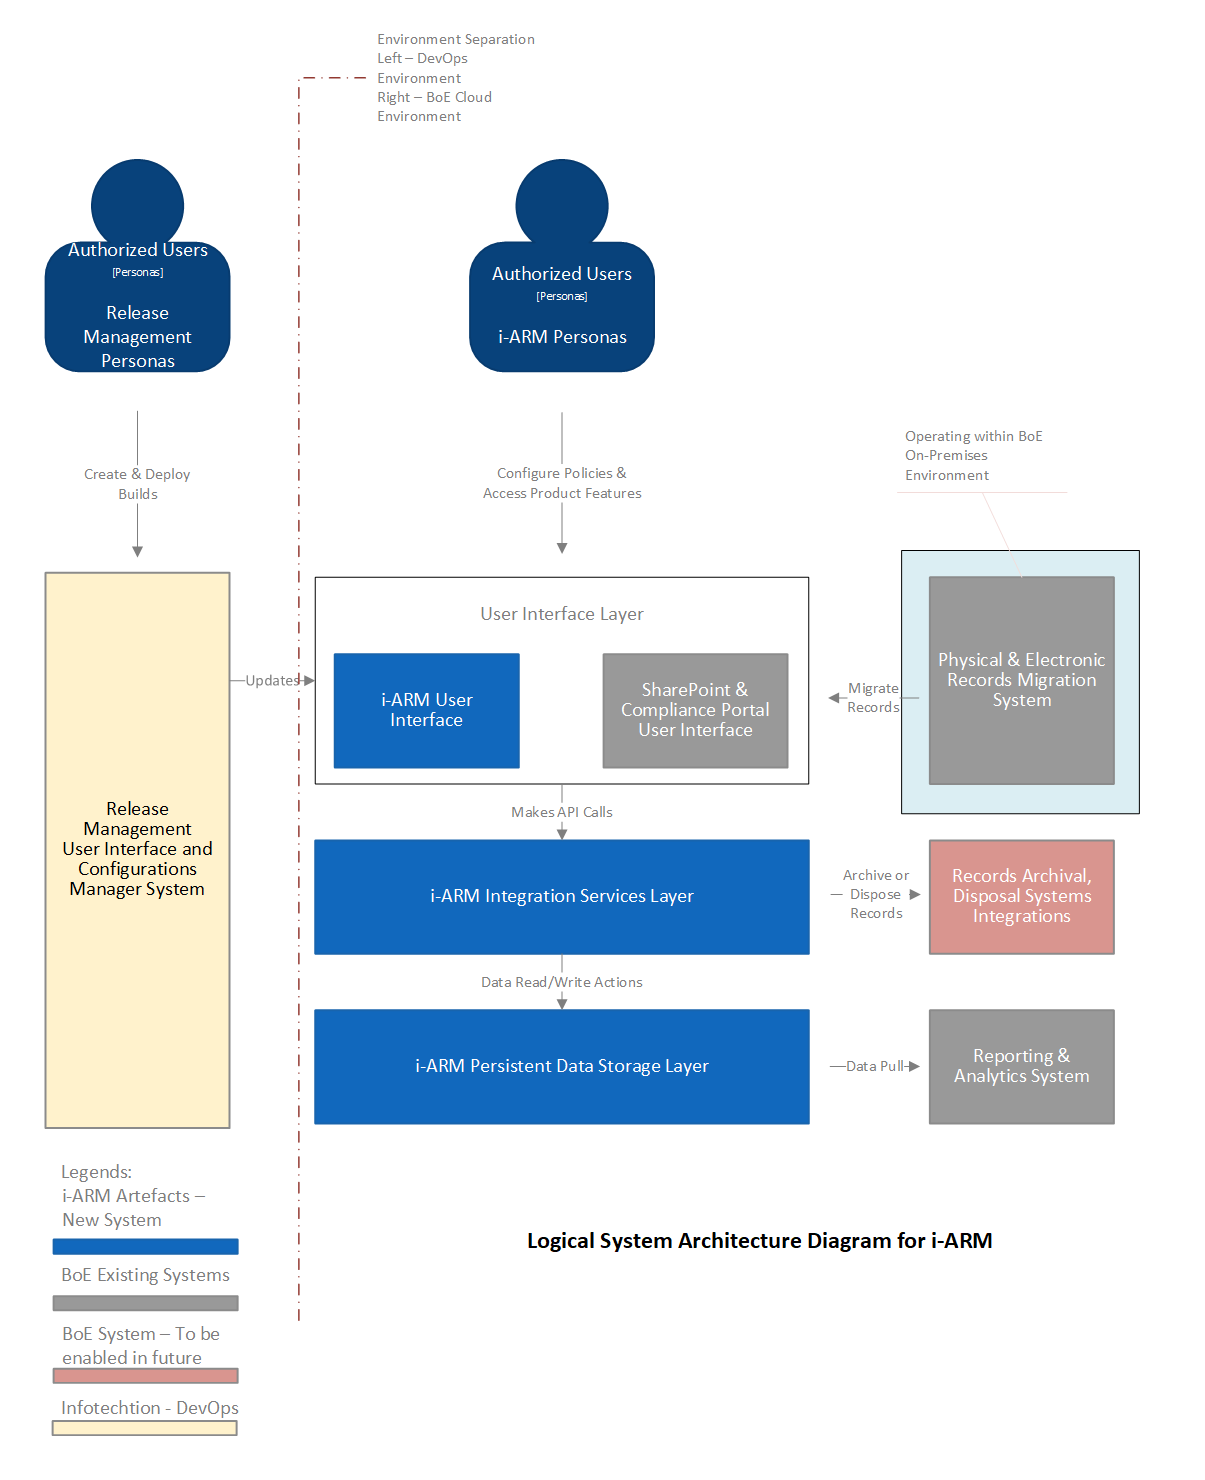 Environment Separation
Left – DevOps
Environment
Right – BoE Cloud
Environment
Authorized Users
[Personas]
Release
Management
Personas
Authorized Users
[Personas]
i-ARM Personas
Create & Deploy
Builds
Configure Policies &
Access Product Features
Operating within BoE
On-Premises
Environment
User Interface Layer
i-ARM User
Interface
SharePoint &
Compliance Portal
User Interface
Updates
Migrate
Records
Physical & Electronic
Records Migration
System
Release
Management
User Interface and
Configurations
Manager System
Makes API Calls
i-ARM Integration Services Layer
Archive or
Dispose
Records
Records Archival,
Disposal Systems
Integrations
Data Read/Write Actions
i-ARM Persistent Data Storage Layer
Data Pull
Reporting &
Analytics System
Legends:
i-ARM Artefacts –
New System
BoE Existing Systems
BoE System – To be
enabled in future
Infotechtion - DevOps
Logical System Architecture Diagram for i-ARM